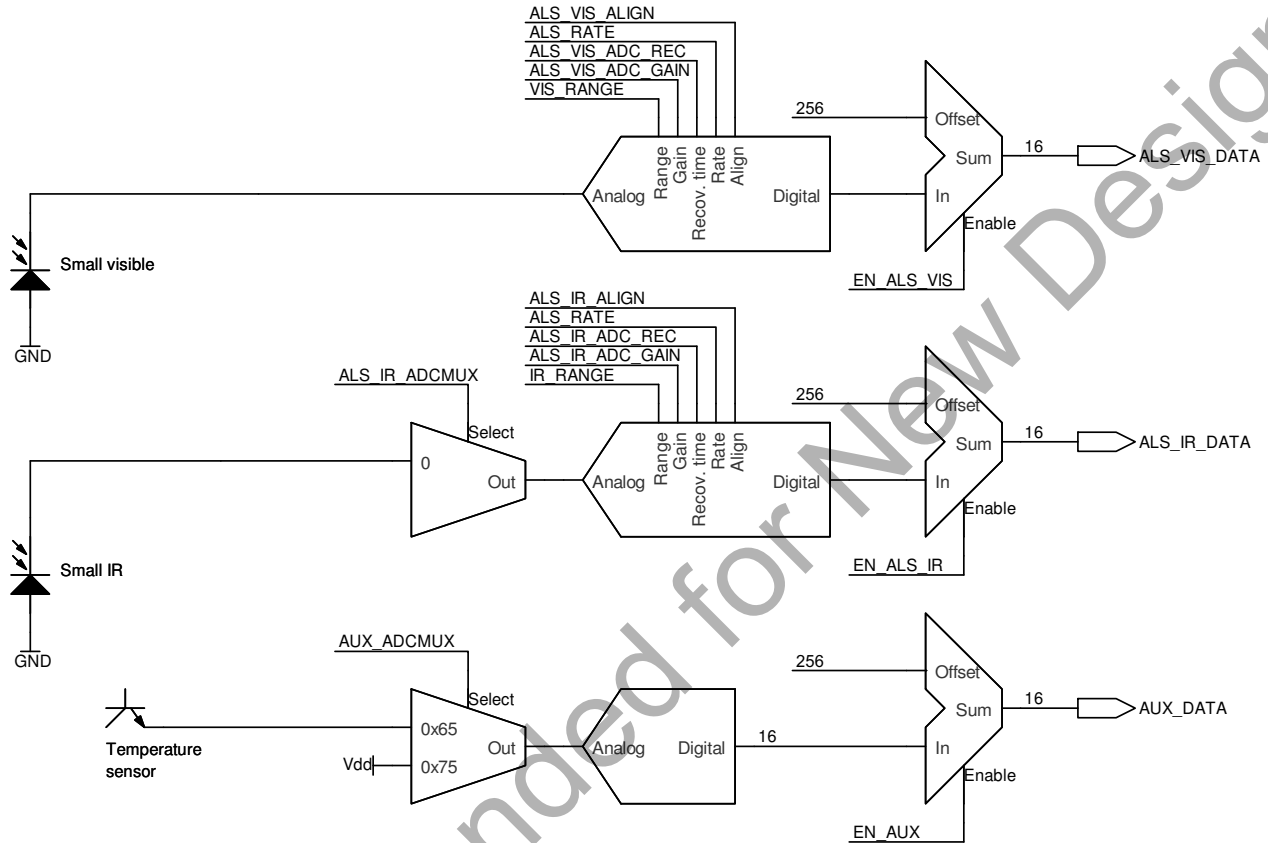 ALS_VIS_ALIGN
ALS_RATE
ALS_VIS_ADC_REC
ALS_VIS_ADC_GAIN
VIS_RANGE
256
Offset
Sum
16
ALS_VIS_DATA
Range
Gain
Recov. time
Rate
Align
Analog
Digital
In
Enable
EN_ALS_VIS
Small visible
GND
ALS_IR_ALIGN
ALS_RATE
ALS_IR_ADC_REC
ALS_IR_ADC_GAIN
IR_RANGE
ALS_IR_ADCMUX
Select
0
Out
256
Offset
Sum
16
ALS_IR_DATA
Range
Gain
Recov. time
Rate
Align
Analog
Digital
In
Enable
EN_ALS_IR
Small IR
GND
AUX_ADCMUX
Select
0x65
Out
0x75
Vdd
Temperature
sensor
Analog
Digital
16
256
Offset
Sum
16
AUX_DATA
In
Enable
EN_AUX
nded for New Design